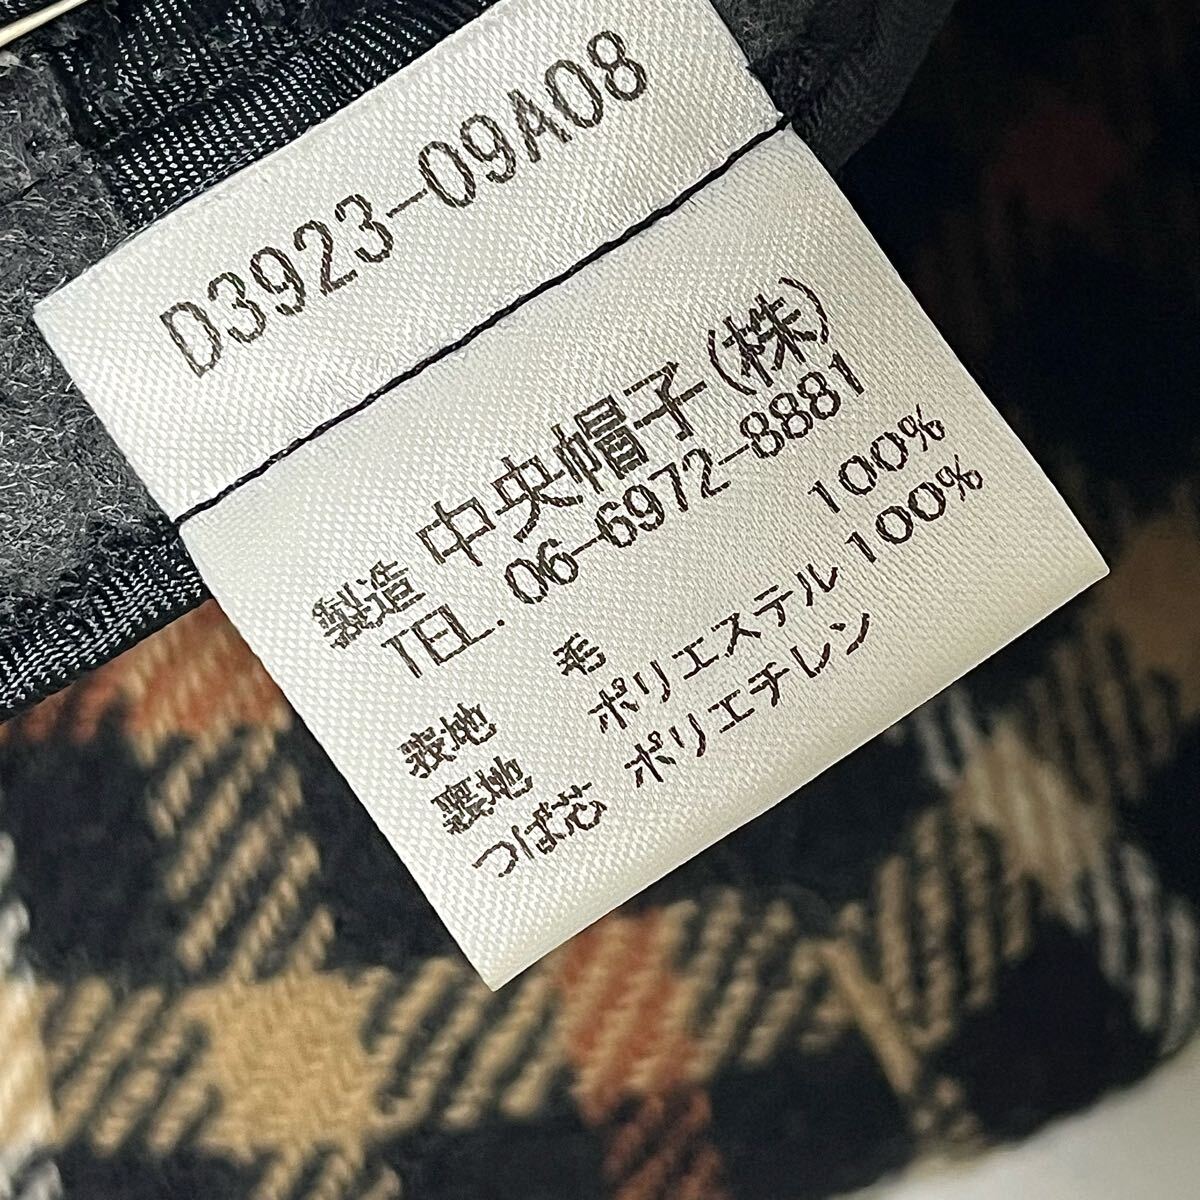 D3923-09A08
製造 中央帽子(株)
TEL. 06-6972-8881
表地 毛 100%
裏地 ポリエステル 100%
つば芯 ポリエチレン